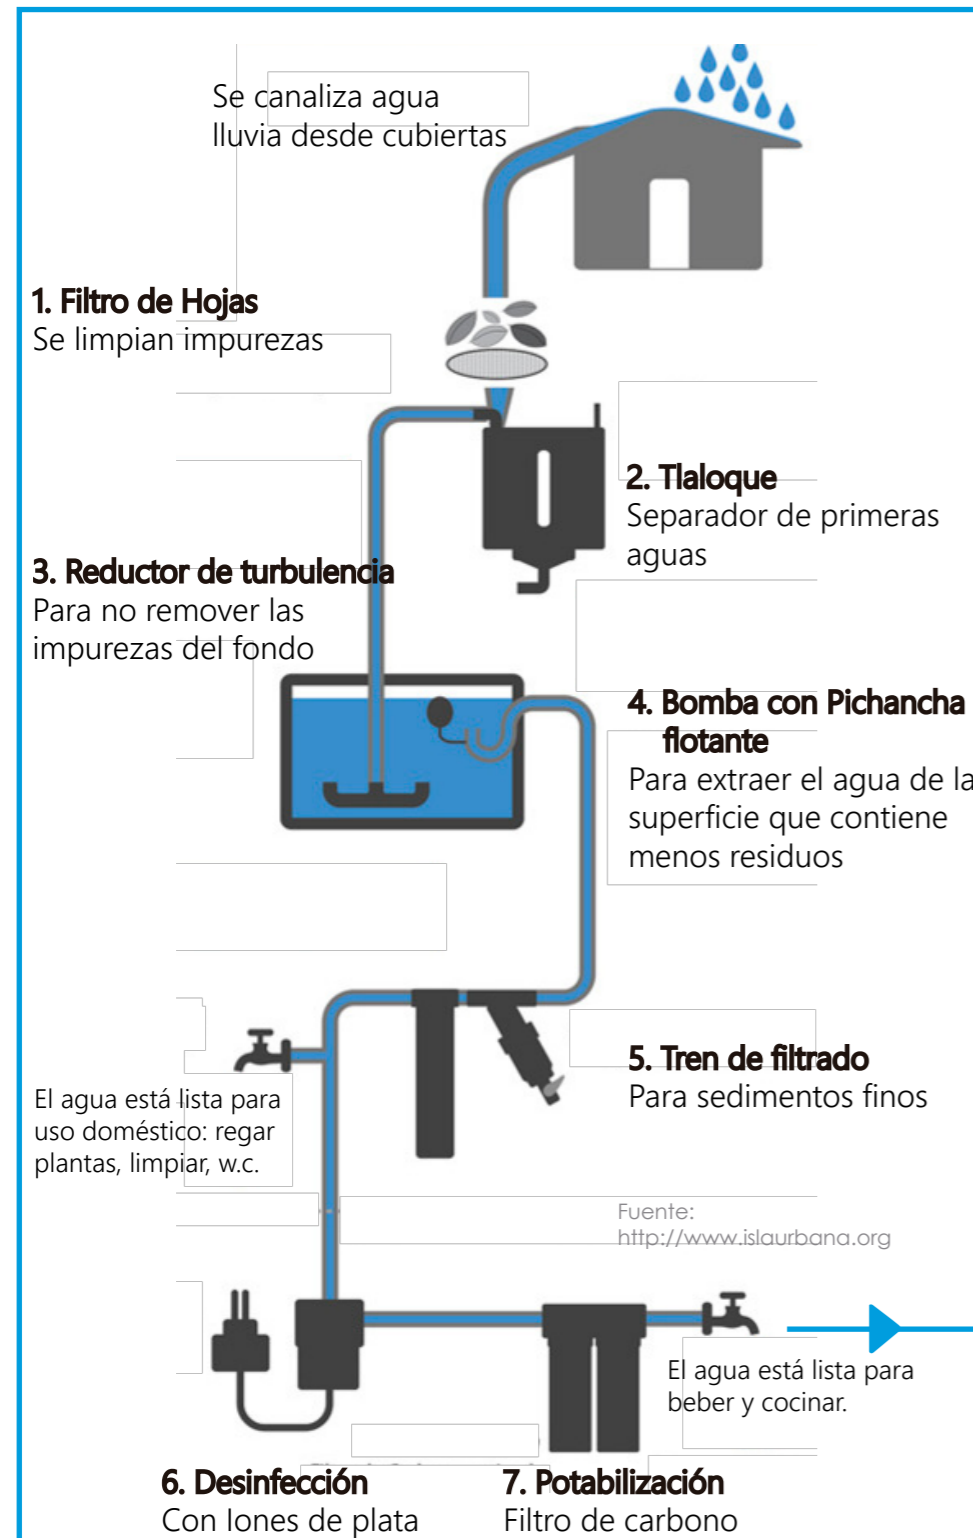 Se canaliza agua
lluvia desde cubiertas
1. Filtro de Hojas
Se limpian impurezas
2. Tlaloque
Separador de primeras
aguas
3. Reductor de turbulencia
Para no remover las
impurezas del fondo
4. Bomba con Pichancha
flotante
Para extraer el agua de la
superficie que contiene
menos residuos
5. Tren de filtrado
Para sedimentos finos
El agua está lista para
uso doméstico: regar
plantas, limpiar, w.c.
Fuente:
http://www.islaurbana.org
El agua está lista para
beber y cocinar.
6. Desinfección
Con Iones de plata
7. Potabilización
Filtro de carbono